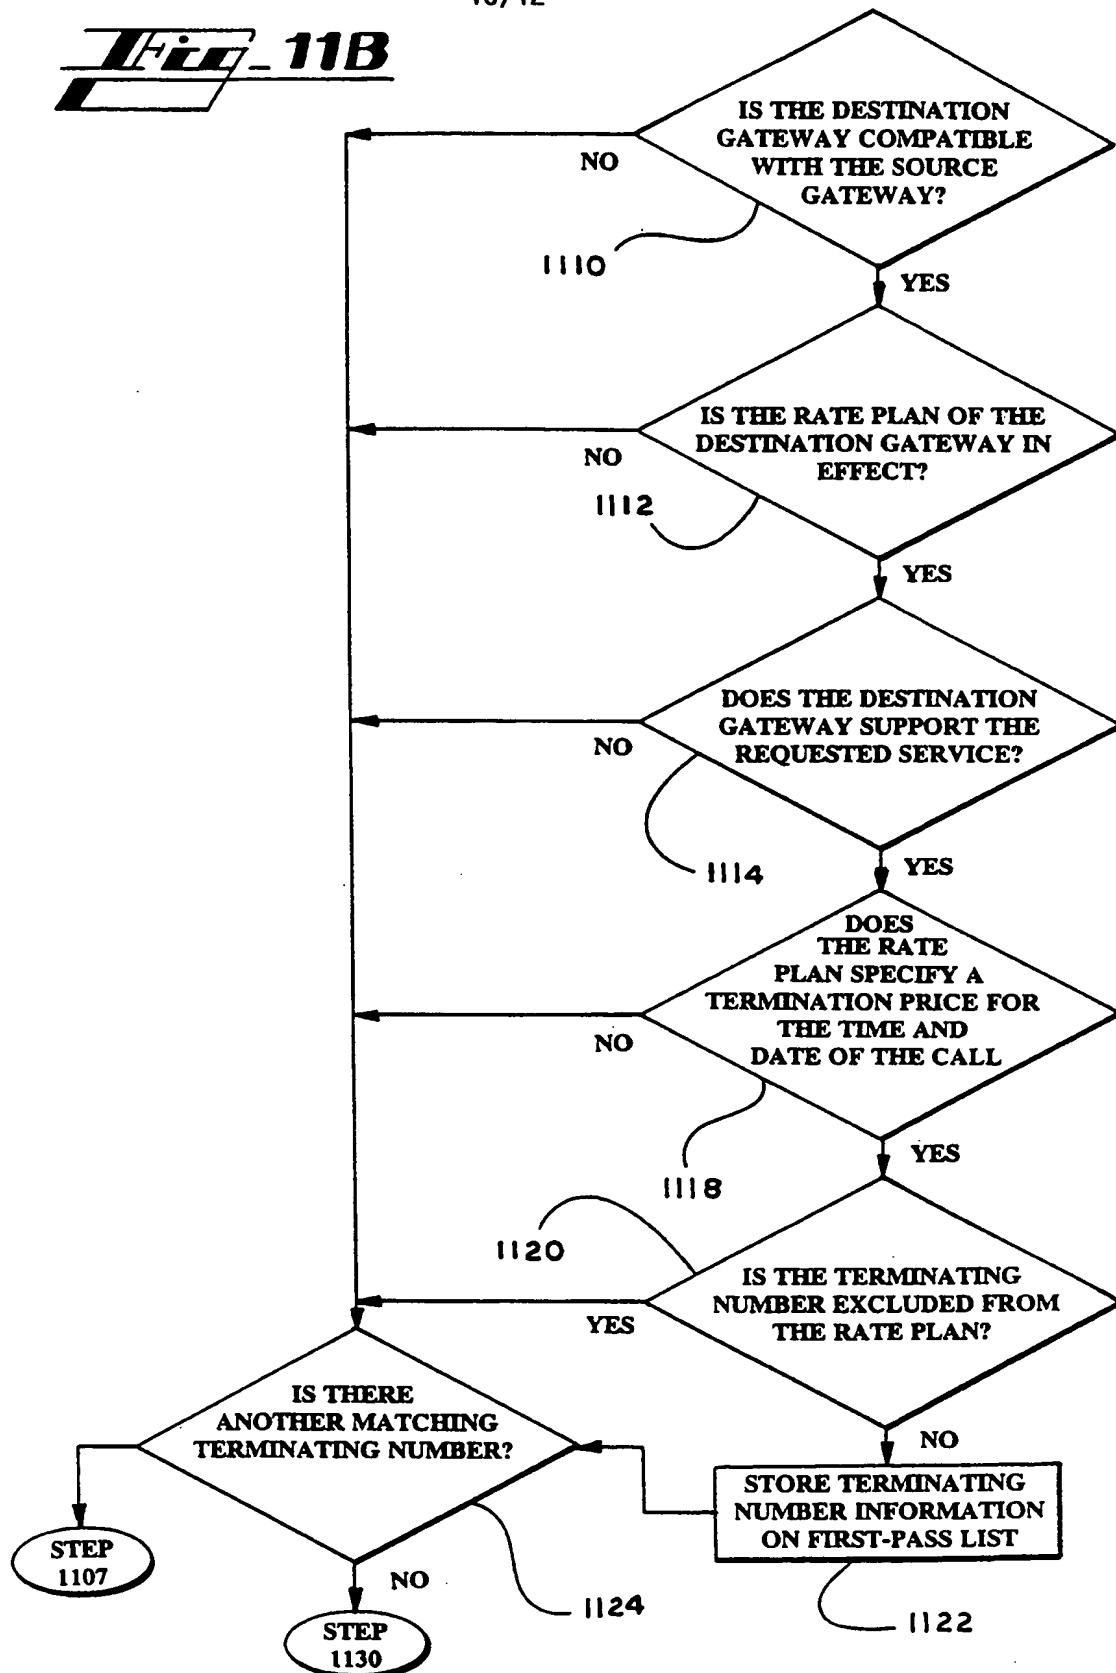 Fig_11B
IS THE DESTINATION
GATEWAY COMPATIBLE
WITH THE SOURCE
GATEWAY?
NO
1110
YES
IS THE RATE PLAN OF THE
DESTINATION GATEWAY IN
EFFECT?
NO
1112
YES
DOES THE DESTINATION
GATEWAY SUPPORT THE
REQUESTED SERVICE?
NO
1114
YES
DOES
THE RATE
PLAN SPECIFY A
TERMINATION PRICE FOR
THE TIME AND
DATE OF THE CALL
NO
1118
YES
1120
IS THE TERMINATING
NUMBER EXCLUDED FROM
THE RATE PLAN?
YES
NO
IS THERE
ANOTHER MATCHING
TERMINATING NUMBER?
STORE TERMINATING
NUMBER INFORMATION
ON FIRST-PASS LIST
STEP
1107
NO
1124
1122
STEP
1130